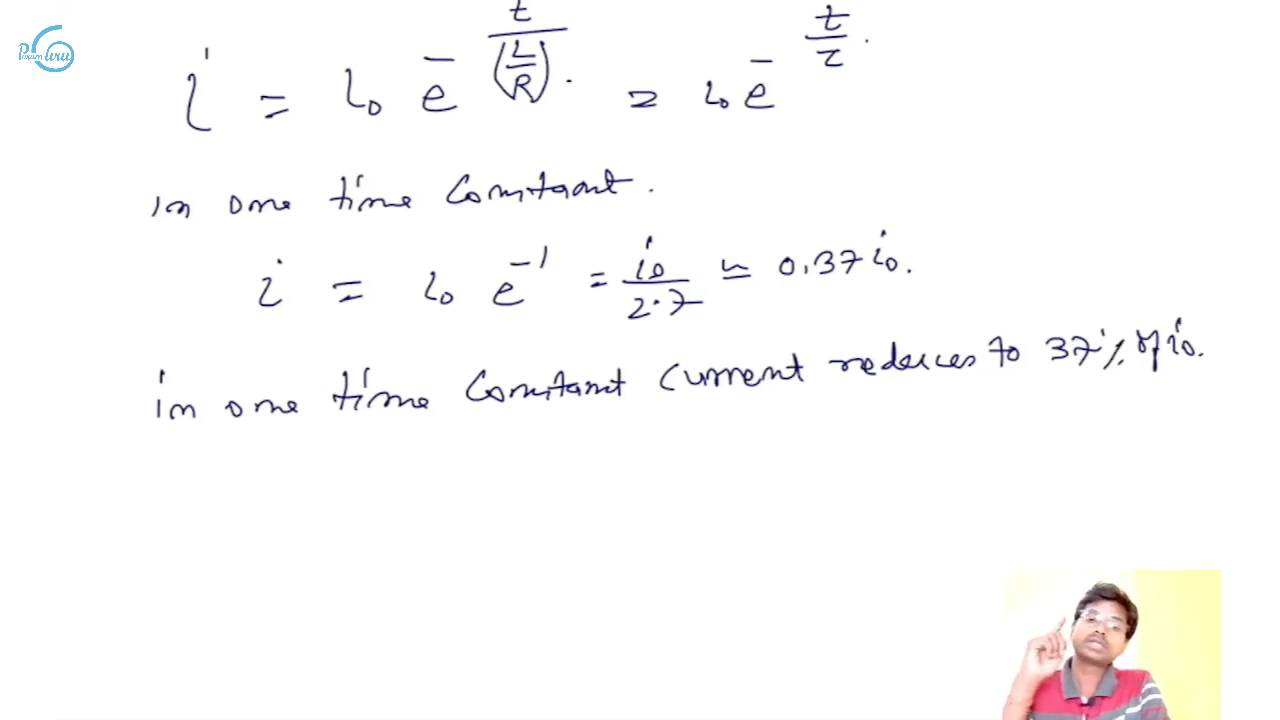 i = i₀ e^(-t/(L/R)). = i₀ e^(-t/τ).
in one time constant.
i = i₀ e⁻¹ = i₀/2.7 ≃ 0.37 i₀.
in one time constant current reduces to 37% of i₀.